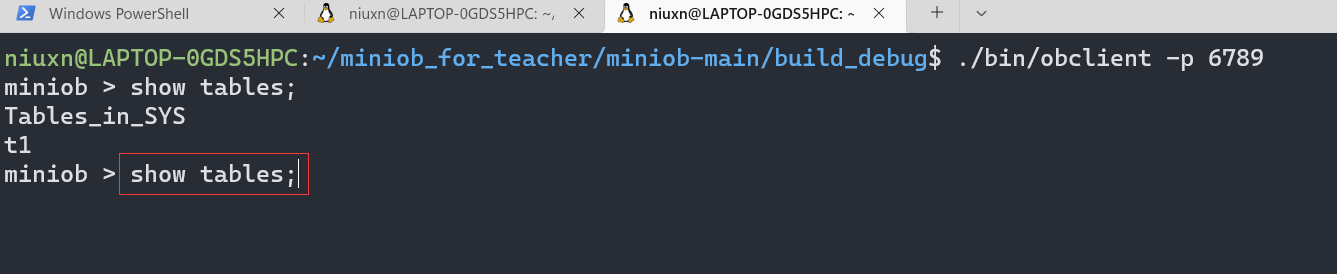 Windows PowerShell
niuxn@LAPTOP-0GDS5HPC: ~/
niuxn@LAPTOP-0GDS5HPC: ~
niuxn@LAPTOP-0GDS5HPC:~/miniob_for_teacher/miniob-main/build_debug$ ./bin/obclient -p 6789
miniob > show tables;
Tables_in_SYS
t1
miniob > show tables;